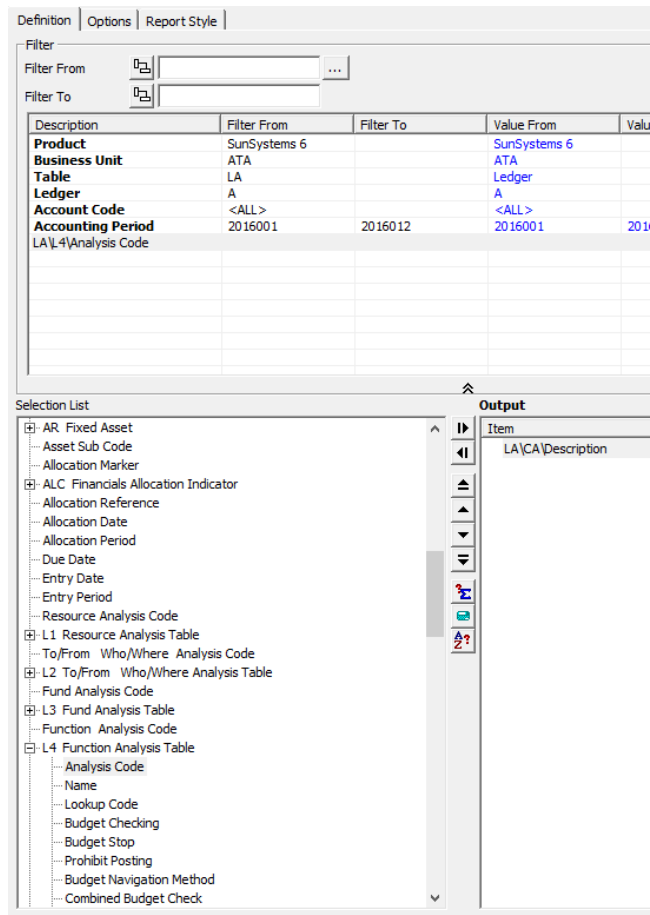 Definition Options Report Style
Filter
Filter From ...
Filter To
Description Filter From Filter To Value From Valu
Product SunSystems 6 SunSystems 6
Business Unit ATA ATA
Table LA Ledger
Ledger A A
Account Code <ALL> <ALL>
Accounting Period 2016001 2016012 2016001 201
LA\L4\Analysis Code
Selection List Output
AR Fixed Asset Item
Asset Sub Code LA\CA\Description
Allocation Marker
ALC Financials Allocation Indicator
Allocation Reference
Allocation Date
Allocation Period
Due Date
Entry Date
Entry Period
Resource Analysis Code
L1 Resource Analysis Table
To/From Who/Where Analysis Code
L2 To/From Who/Where Analysis Table
Fund Analysis Code
L3 Fund Analysis Table
Function Analysis Code
L4 Function Analysis Table
Analysis Code
Name
Lookup Code
Budget Checking
Budget Stop
Prohibit Posting
Budget Navigation Method
Combined Budget Check